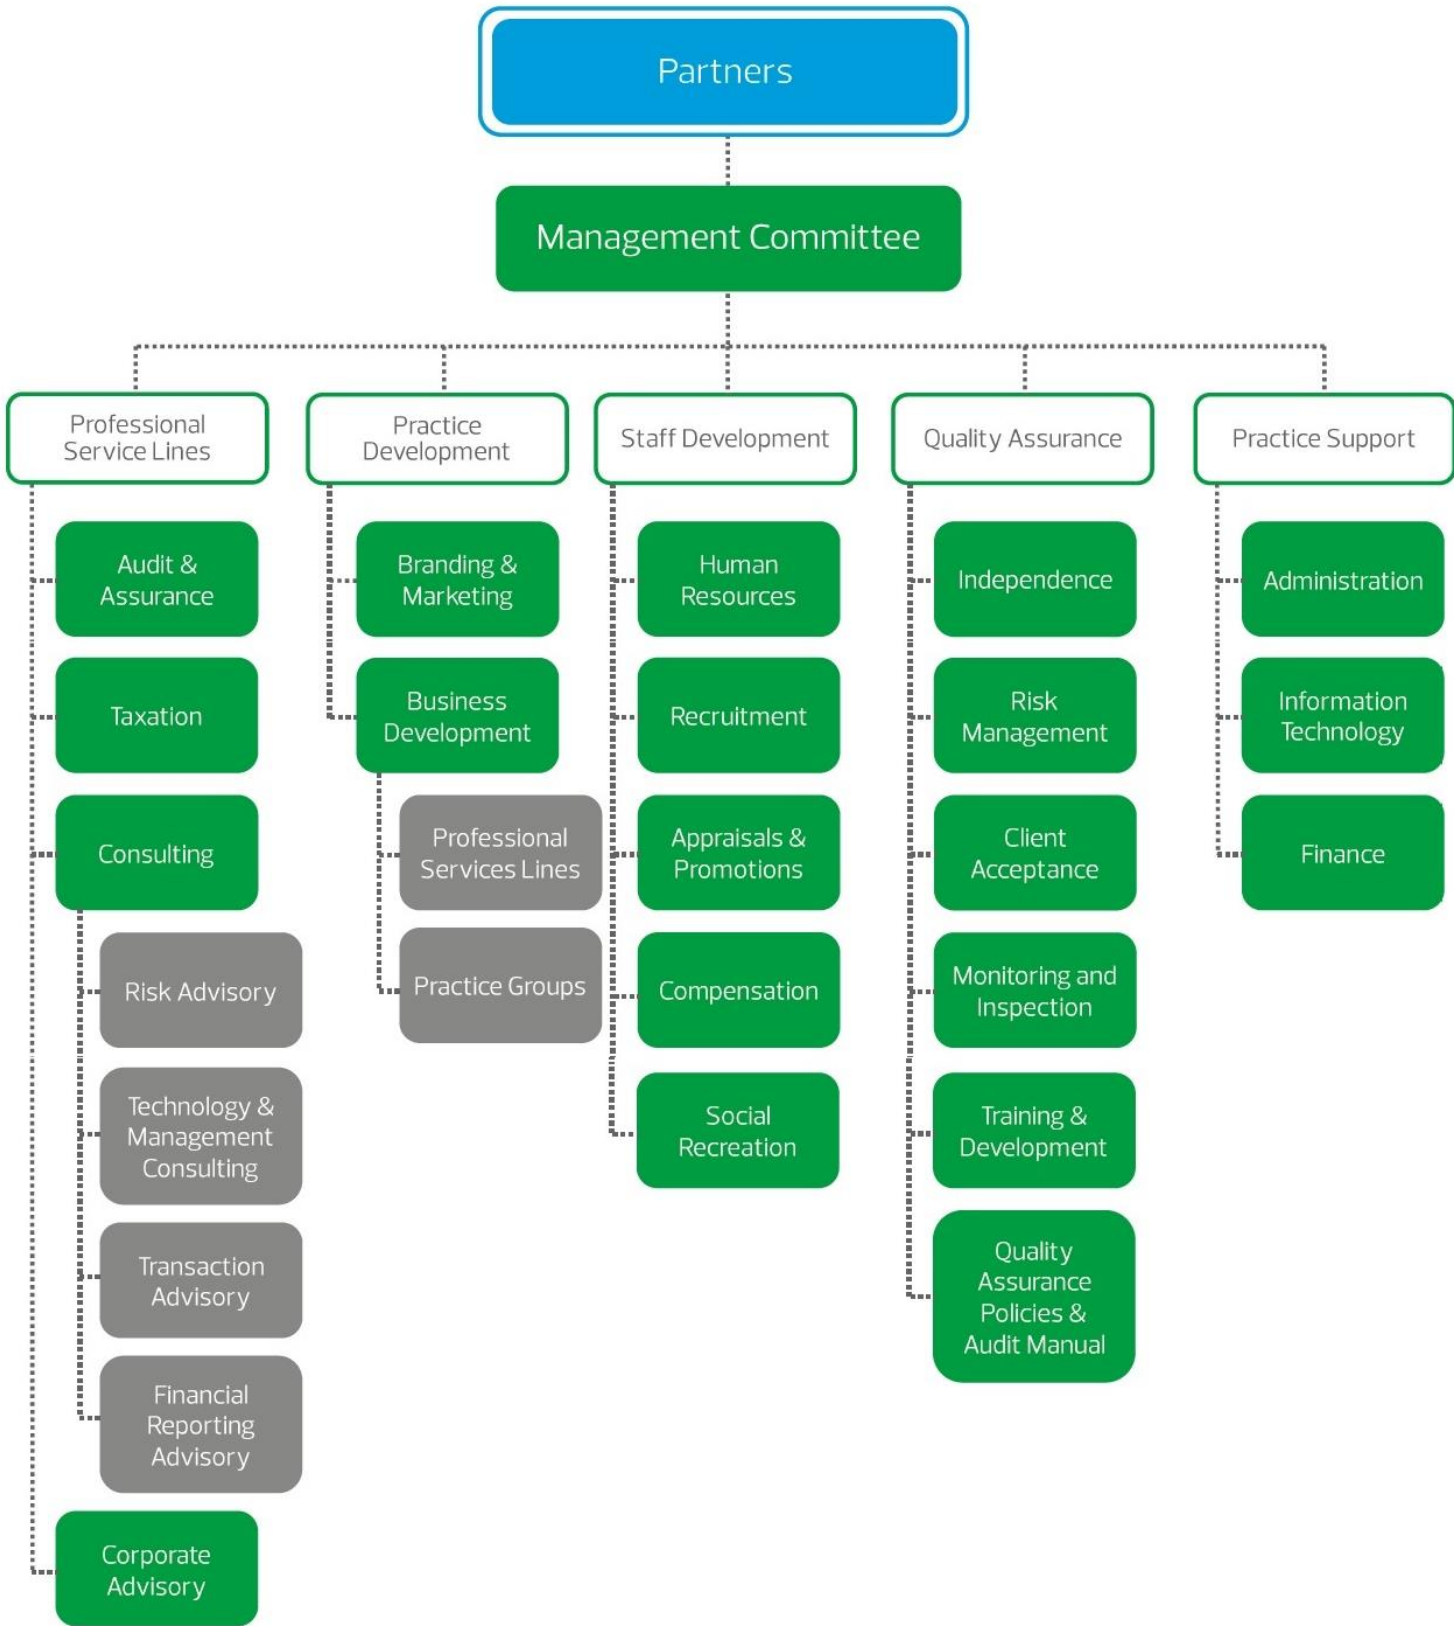 Partners
Management Committee
Professional
Service Lines
Practice
Development
Staff Development
Quality Assurance
Practice Support
Audit &
Assurance
Taxation
Consulting
Risk Advisory
Technology &
Management
Consulting
Transaction
Advisory
Financial
Reporting
Advisory
Corporate
Advisory
Branding &
Marketing
Business
Development
Professional
Services Lines
Practice Groups
Human
Resources
Recruitment
Appraisals &
Promotions
Compensation
Social
Recreation
Independence
Risk
Management
Client
Acceptance
Monitoring and
Inspection
Training &
Development
Quality
Assurance
Policies &
Audit Manual
Administration
Information
Technology
Finance